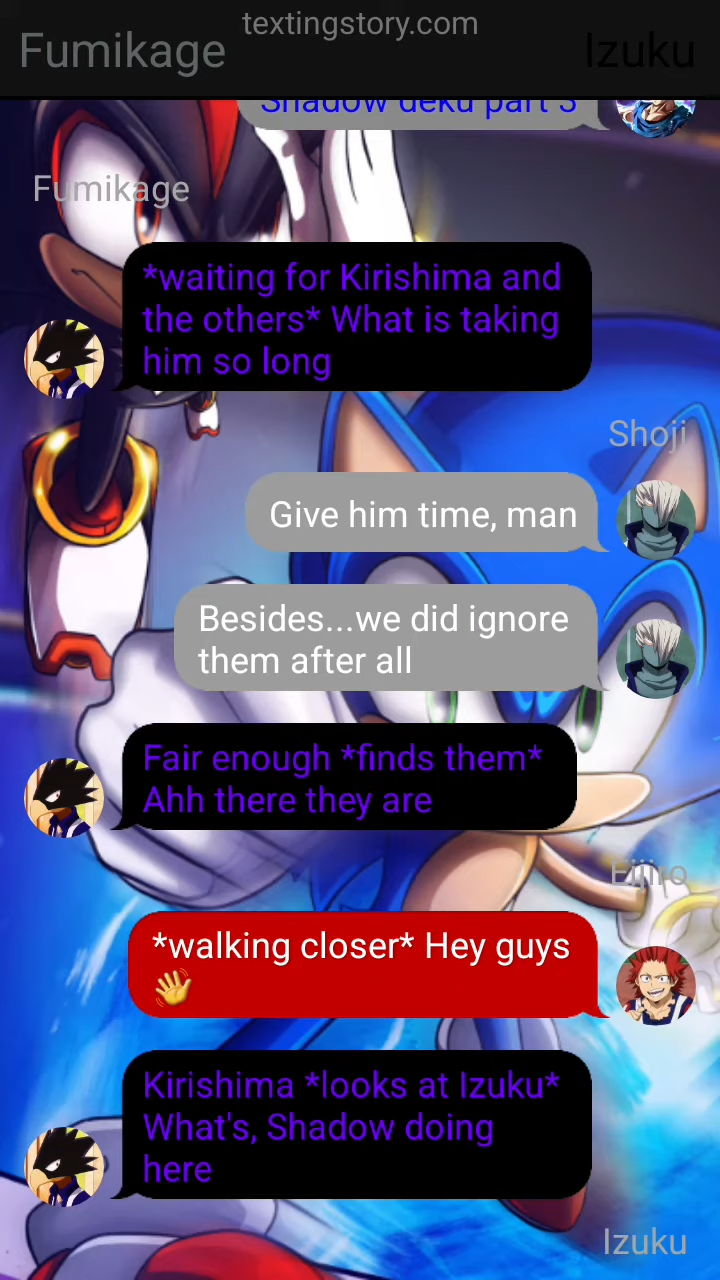 textingstory.com
Fumikage
Izuku
Shadow deku part 3
Fumikage
*waiting for Kirishima and
the others* What is taking
him so long
Shoji
Give him time, man
Besides...we did ignore
them after all
Fair enough *finds them*
Ahh there they are
Eijiro
*walking closer* Hey guys
👋
Kirishima *looks at Izuku*
What's, Shadow doing
here
Izuku